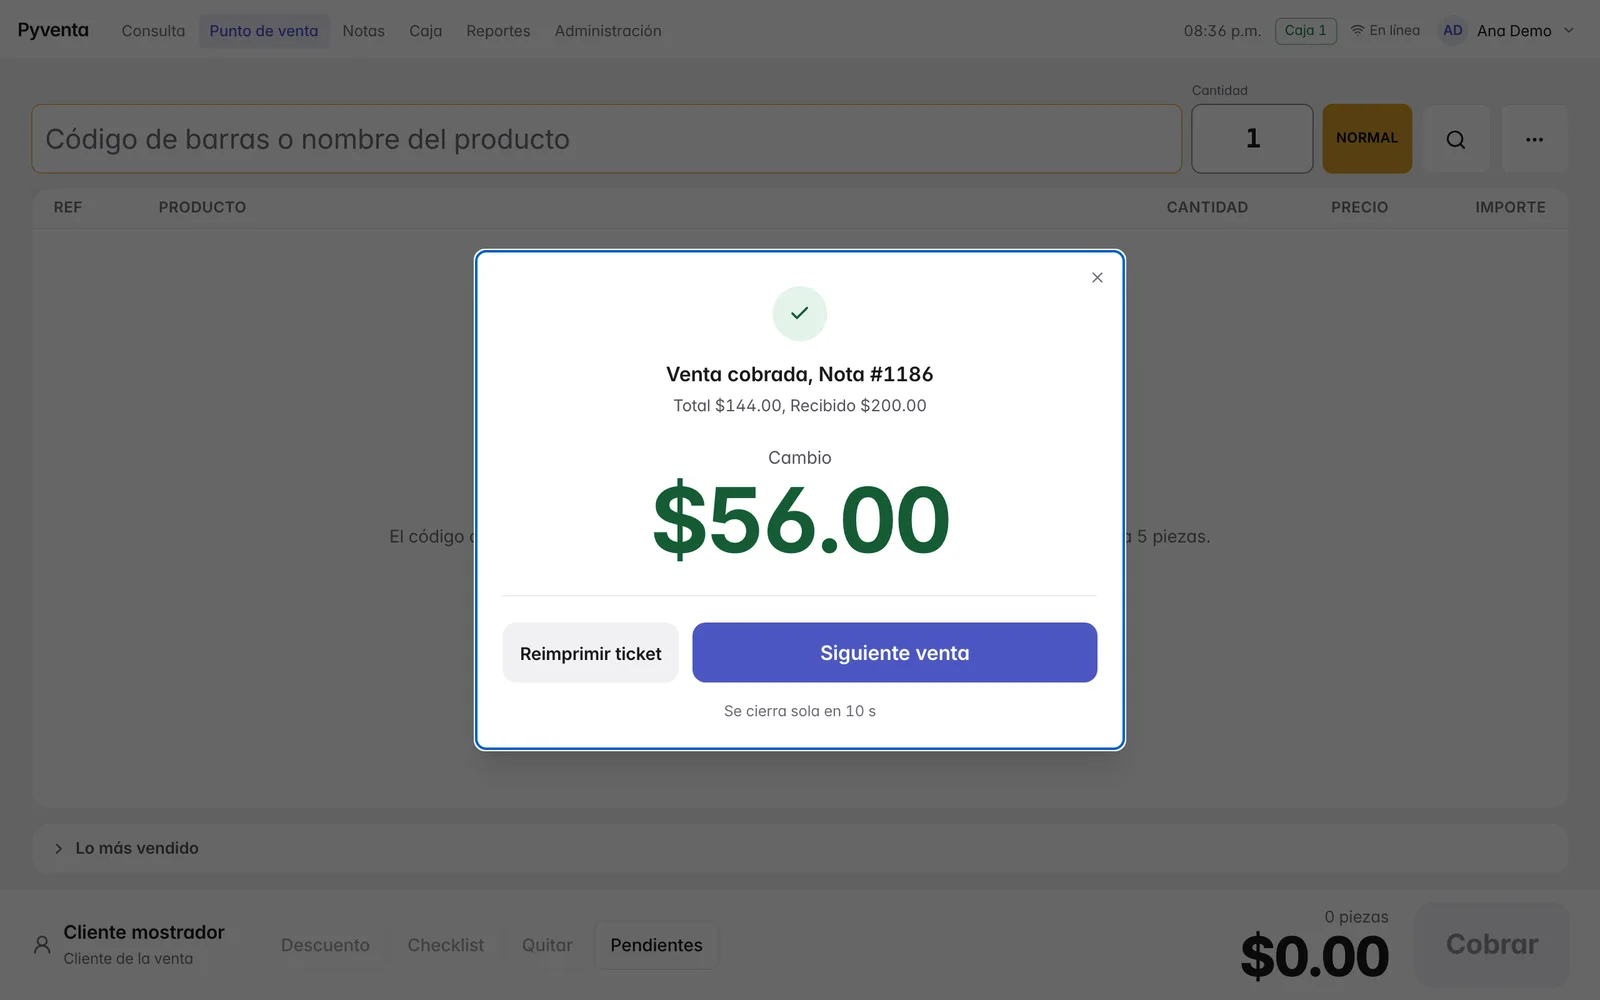 Pyventa Consulta Punto de venta Notas Caja Reportes Administración 08:36 p.m. Caja 1 En línea AD Ana Demo
Cantidad
Código de barras o nombre del producto 1 NORMAL ...
REF PRODUCTO CANTIDAD PRECIO IMPORTE
Venta cobrada, Nota #1186
Total $144.00, Recibido $200.00
Cambio
$56.00
El código a 5 piezas.
Reimprimir ticket Siguiente venta
Se cierra sola en 10 s
Lo más vendido
Cliente mostrador
Cliente de la venta
Descuento Checklist Quitar Pendientes
0 piezas
$0.00
Cobrar